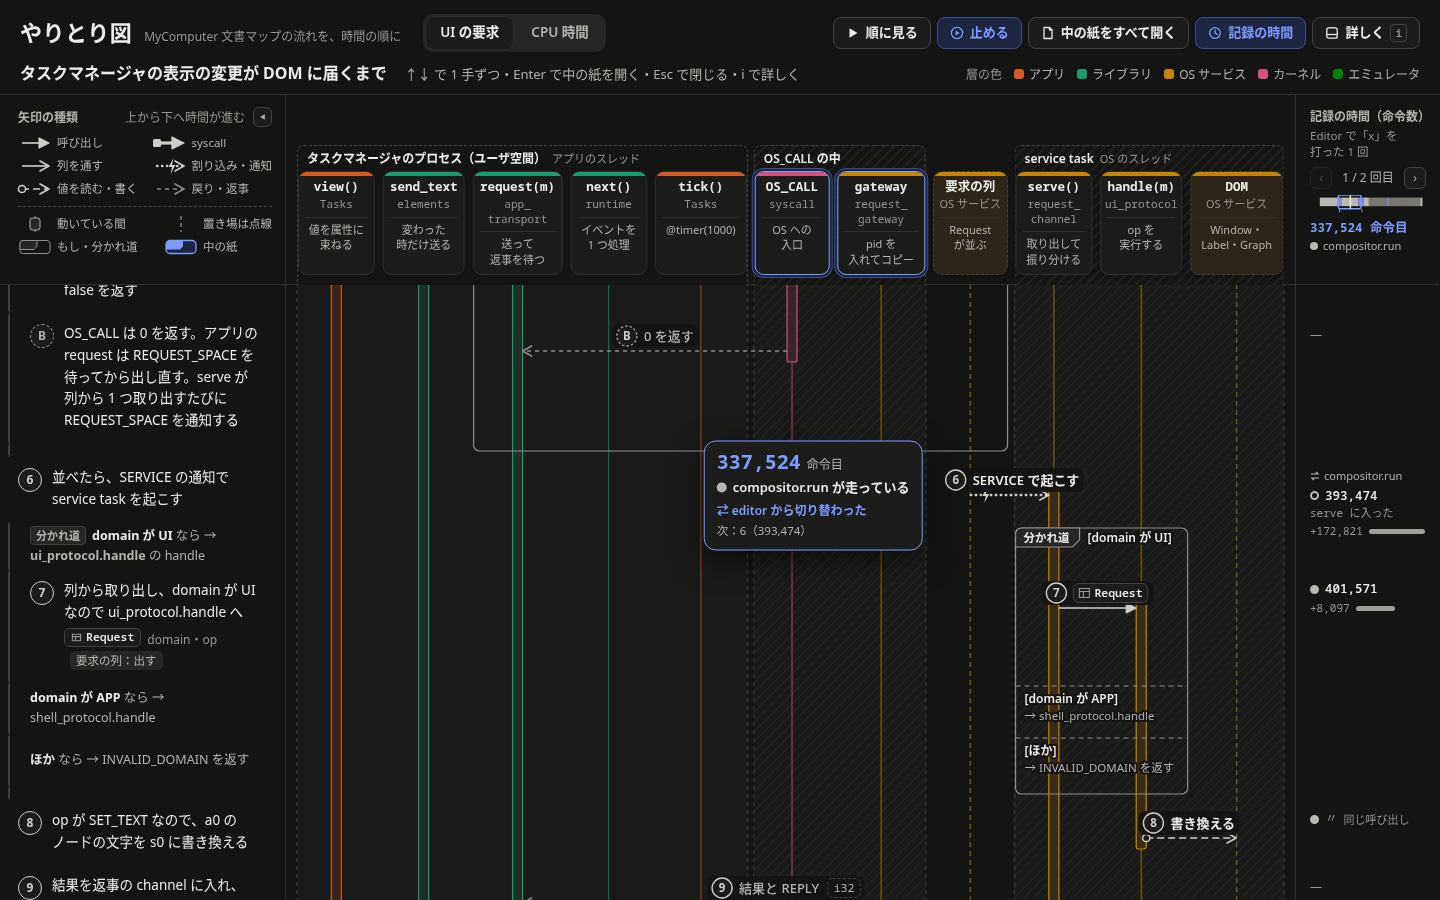 やりとり図
MyComputer 文書マップの流れを、時間の順に
UI の要求
CPU 時間
順に見る
止める
中の紙をすべて開く
記録の時間
詳しく i
タスクマネージャの表示の変更が DOM に届くまで
↑↓ で 1 手ずつ・Enter で中の紙を開く・Esc で閉じる・i で詳しく
層の色
アプリ
ライブラリ
OS サービス
カーネル
エミュレータ
矢印の種類
上から下へ時間が進む
呼び出し
syscall
列を通す
割り込み・通知
値を読む・書く
戻り・返事
動いている間
置き場は点線
もし・分かれ道
中の紙
タスクマネージャのプロセス（ユーザ空間）
アプリのスレッド
OS_CALL の中
service task
OS のスレッド
view()
Tasks
値を属性に
束ねる
send_text
elements
変わった
時だけ送る
request(m)
app_
transport
送って
返事を待つ
next()
runtime
イベントを
1 つ処理
tick()
Tasks
@timer(1000)
OS_CALL
syscall
OS への
入口
gateway
request_
gateway
pid を
入れてコピー
要求の列
OS サービス
Request
が並ぶ
serve()
request_
channel
取り出して
振り分ける
handle(m)
ui_protocol
op を
実行する
DOM
OS サービス
Window・
Label・Graph
記録の時間（命令数）
Editor で「x」を
打った 1 回
‹ 1 / 2 回目 ›
337,524 命令目
compositor.run
false を返す
B
OS_CALL は 0 を返す。アプリの
request は REQUEST_SPACE を
待ってから出し直す。serve が
列から 1 つ取り出すたびに
REQUEST_SPACE を通知する
6
並べたら、SERVICE の通知で
service task を起こす
分かれ道 domain が UI なら →
ui_protocol.handle の handle
7
列から取り出し、domain が UI
なので ui_protocol.handle へ
Request domain・op
要求の列：出す
domain が APP なら →
shell_protocol.handle
ほか なら → INVALID_DOMAIN を返す
8
op が SET_TEXT なので、a0 の
ノードの文字を s0 に書き換える
9
結果を返事の channel に入れ、
B 0 を返す
337,524 命令目
compositor.run が走っている
⇄ editor から切り替わった
次：6（393,474）
6 SERVICE で起こす
分かれ道 [domain が UI]
7 Request
[domain が APP]
→ shell_protocol.handle
[ほか]
→ INVALID_DOMAIN を返す
8 書き換える
9 結果と REPLY i32
—
⇄ compositor.run
393,474
serve に入った
+172,821
401,571
+8,097
〃 同じ呼び出し
—